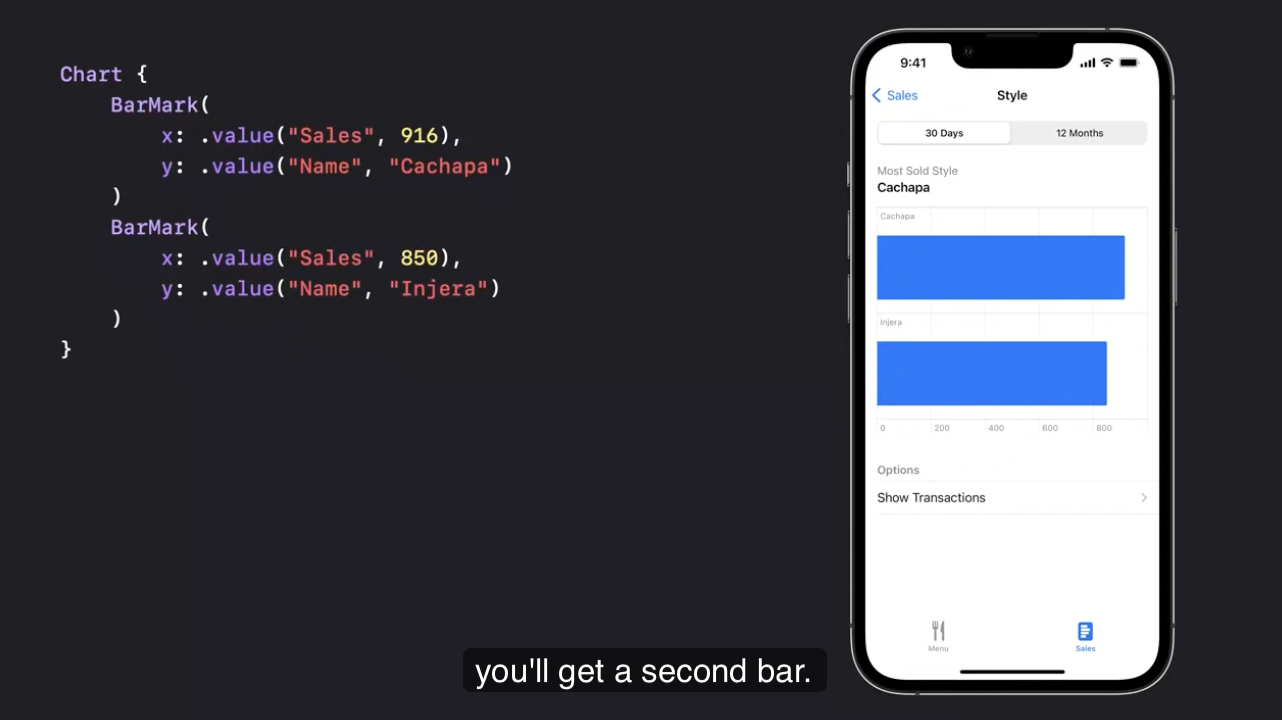 Chart {
    BarMark(
        x: .value("Sales", 916),
        y: .value("Name", "Cachapa")
    )
    BarMark(
        x: .value("Sales", 850),
        y: .value("Name", "Injera")
    )
}
9:41
Sales
Style
30 Days
12 Months
Most Sold Style
Cachapa
Cachapa
Injera
0 200 400 600 800
Options
Show Transactions
Menu
Sales
you'll get a second bar.